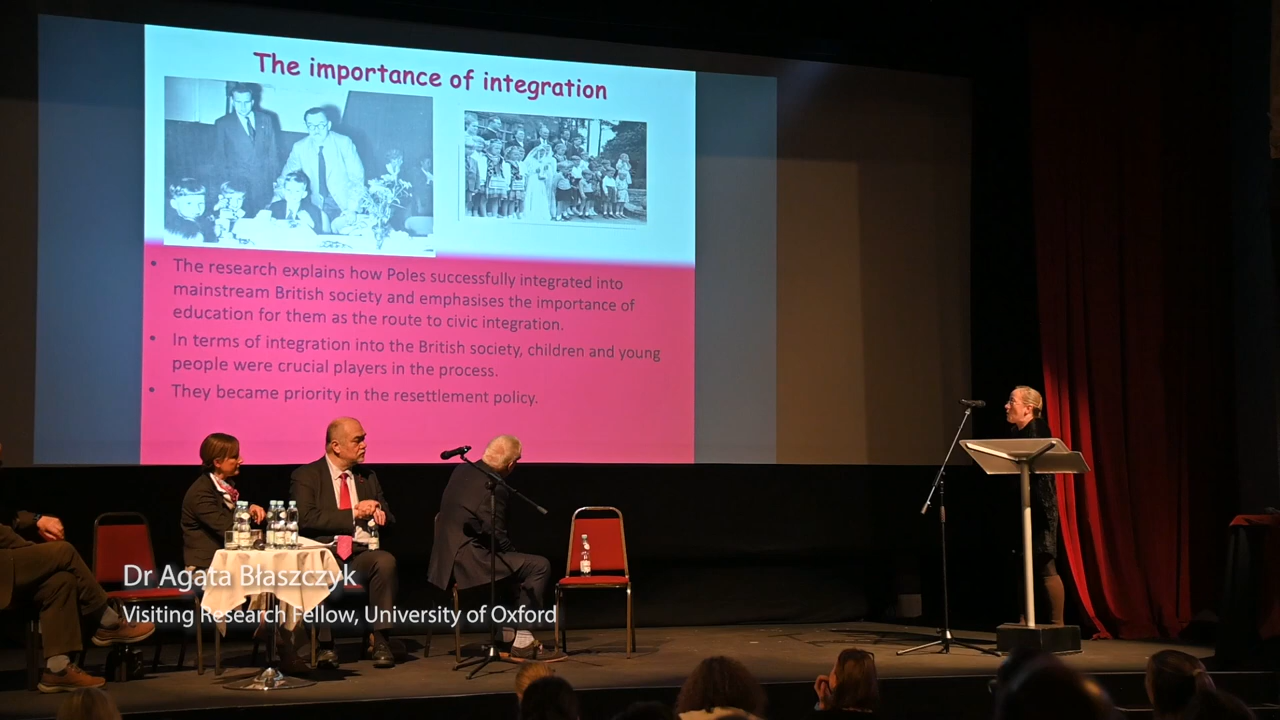 The importance of integration
• The research explains how Poles successfully integrated into
mainstream British society and emphasises the importance of
education for them as the route to civic integration.
• In terms of integration into the British society, children and young
people were crucial players in the process.
• They became priority in the resettlement policy.
Dr Agata Błaszczyk
Visiting Research Fellow, University of Oxford